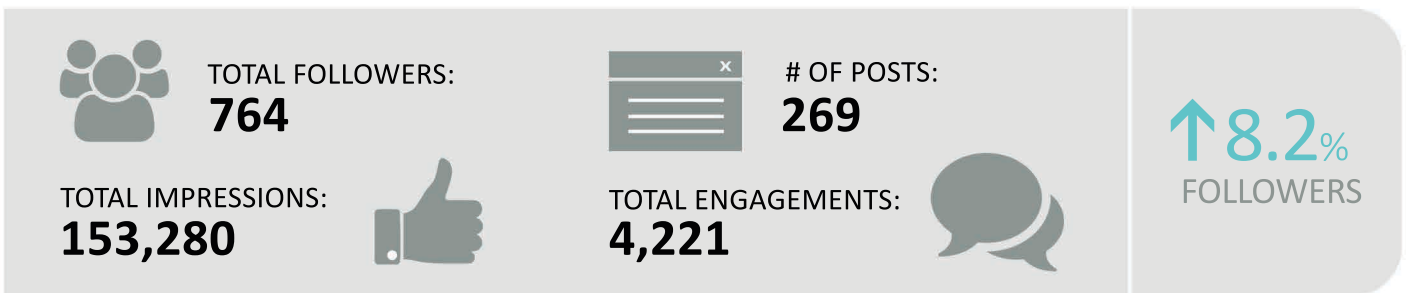 TOTAL FOLLOWERS:
764
# OF POSTS:
269
TOTAL IMPRESSIONS:
153,280
TOTAL ENGAGEMENTS:
4,221
↑8.2%
FOLLOWERS